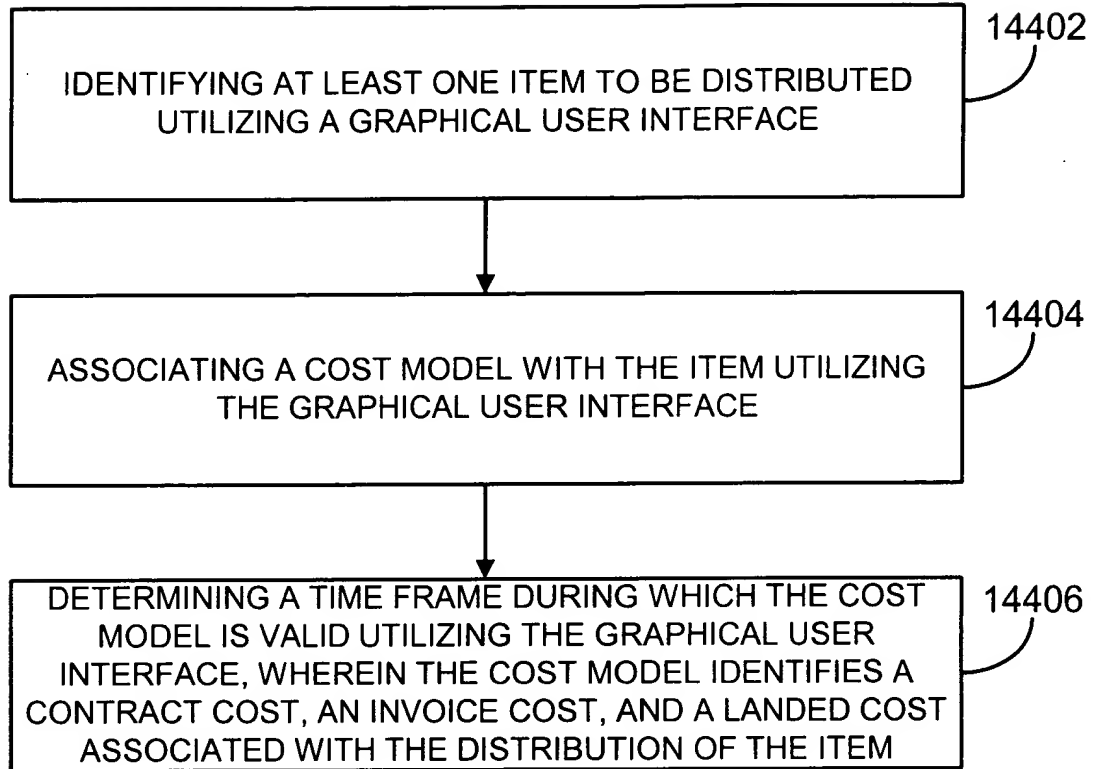 14402
IDENTIFYING AT LEAST ONE ITEM TO BE DISTRIBUTED
UTILIZING A GRAPHICAL USER INTERFACE
14404
ASSOCIATING A COST MODEL WITH THE ITEM UTILIZING
THE GRAPHICAL USER INTERFACE
14406
DETERMINING A TIME FRAME DURING WHICH THE COST
MODEL IS VALID UTILIZING THE GRAPHICAL USER
INTERFACE, WHEREIN THE COST MODEL IDENTIFIES A
CONTRACT COST, AN INVOICE COST, AND A LANDED COST
ASSOCIATED WITH THE DISTRIBUTION OF THE ITEM